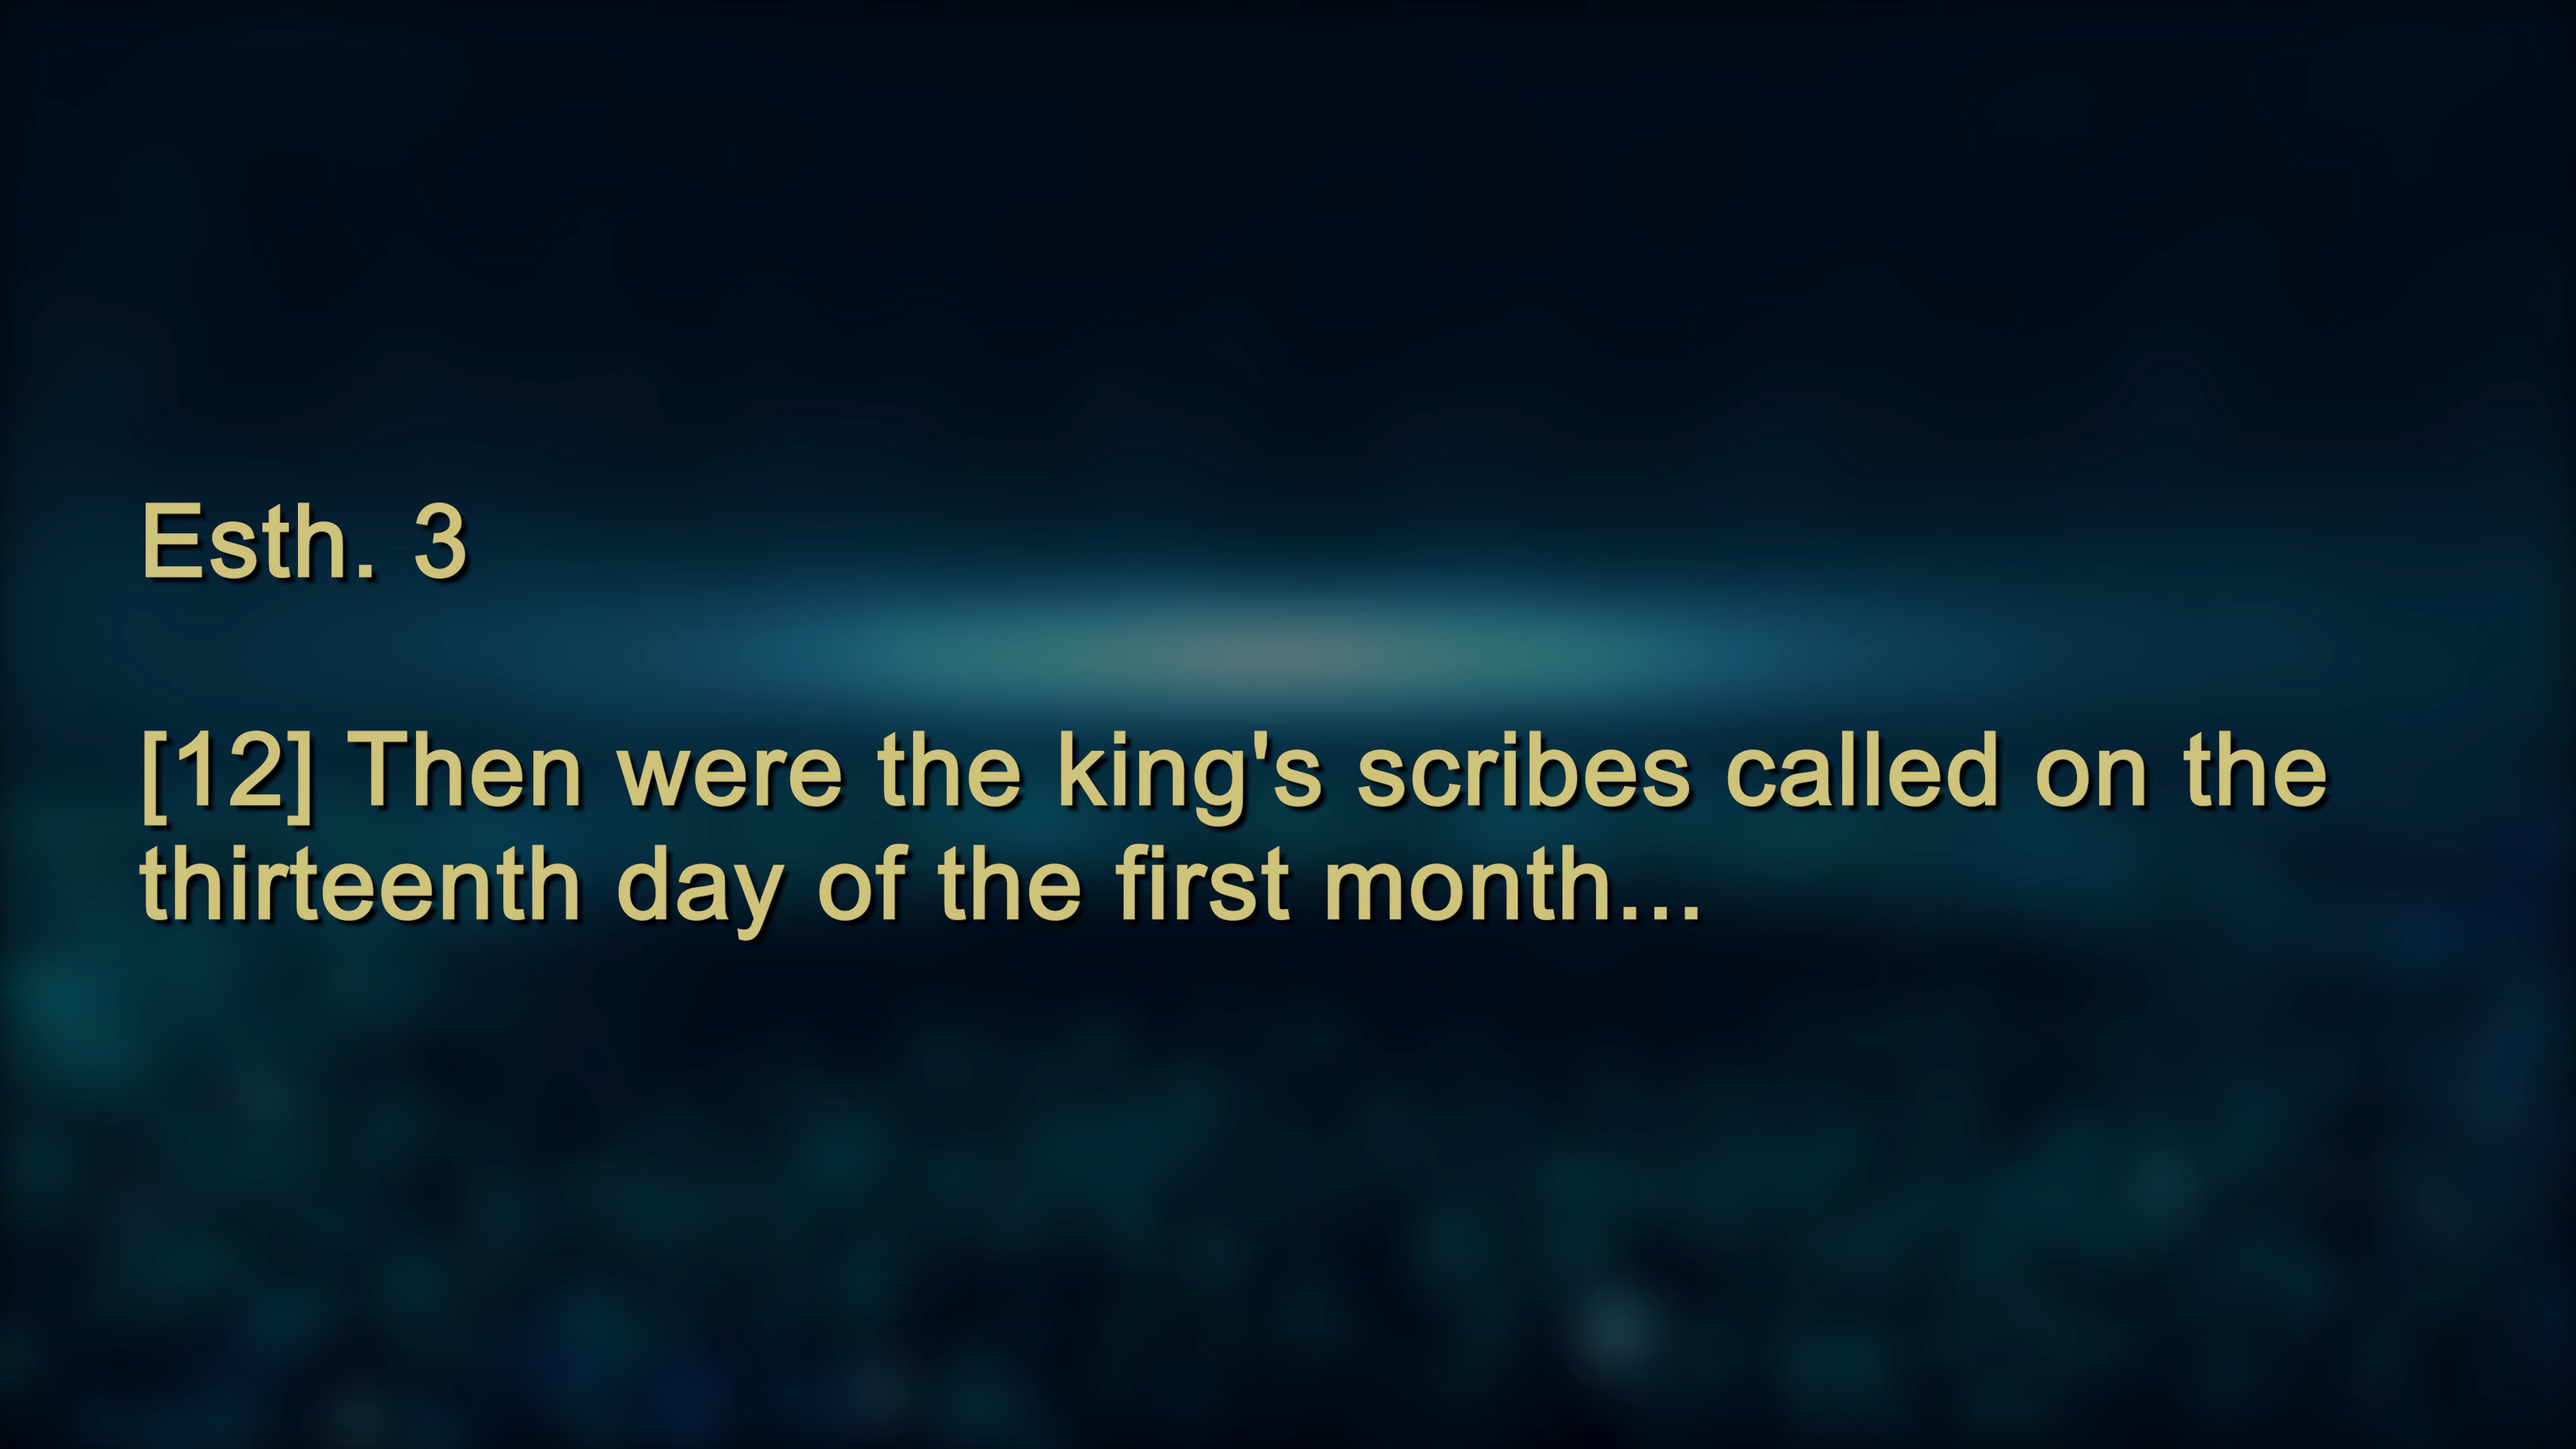 Esth. 3
[12] Then were the king's scribes called on the
thirteenth day of the first month...